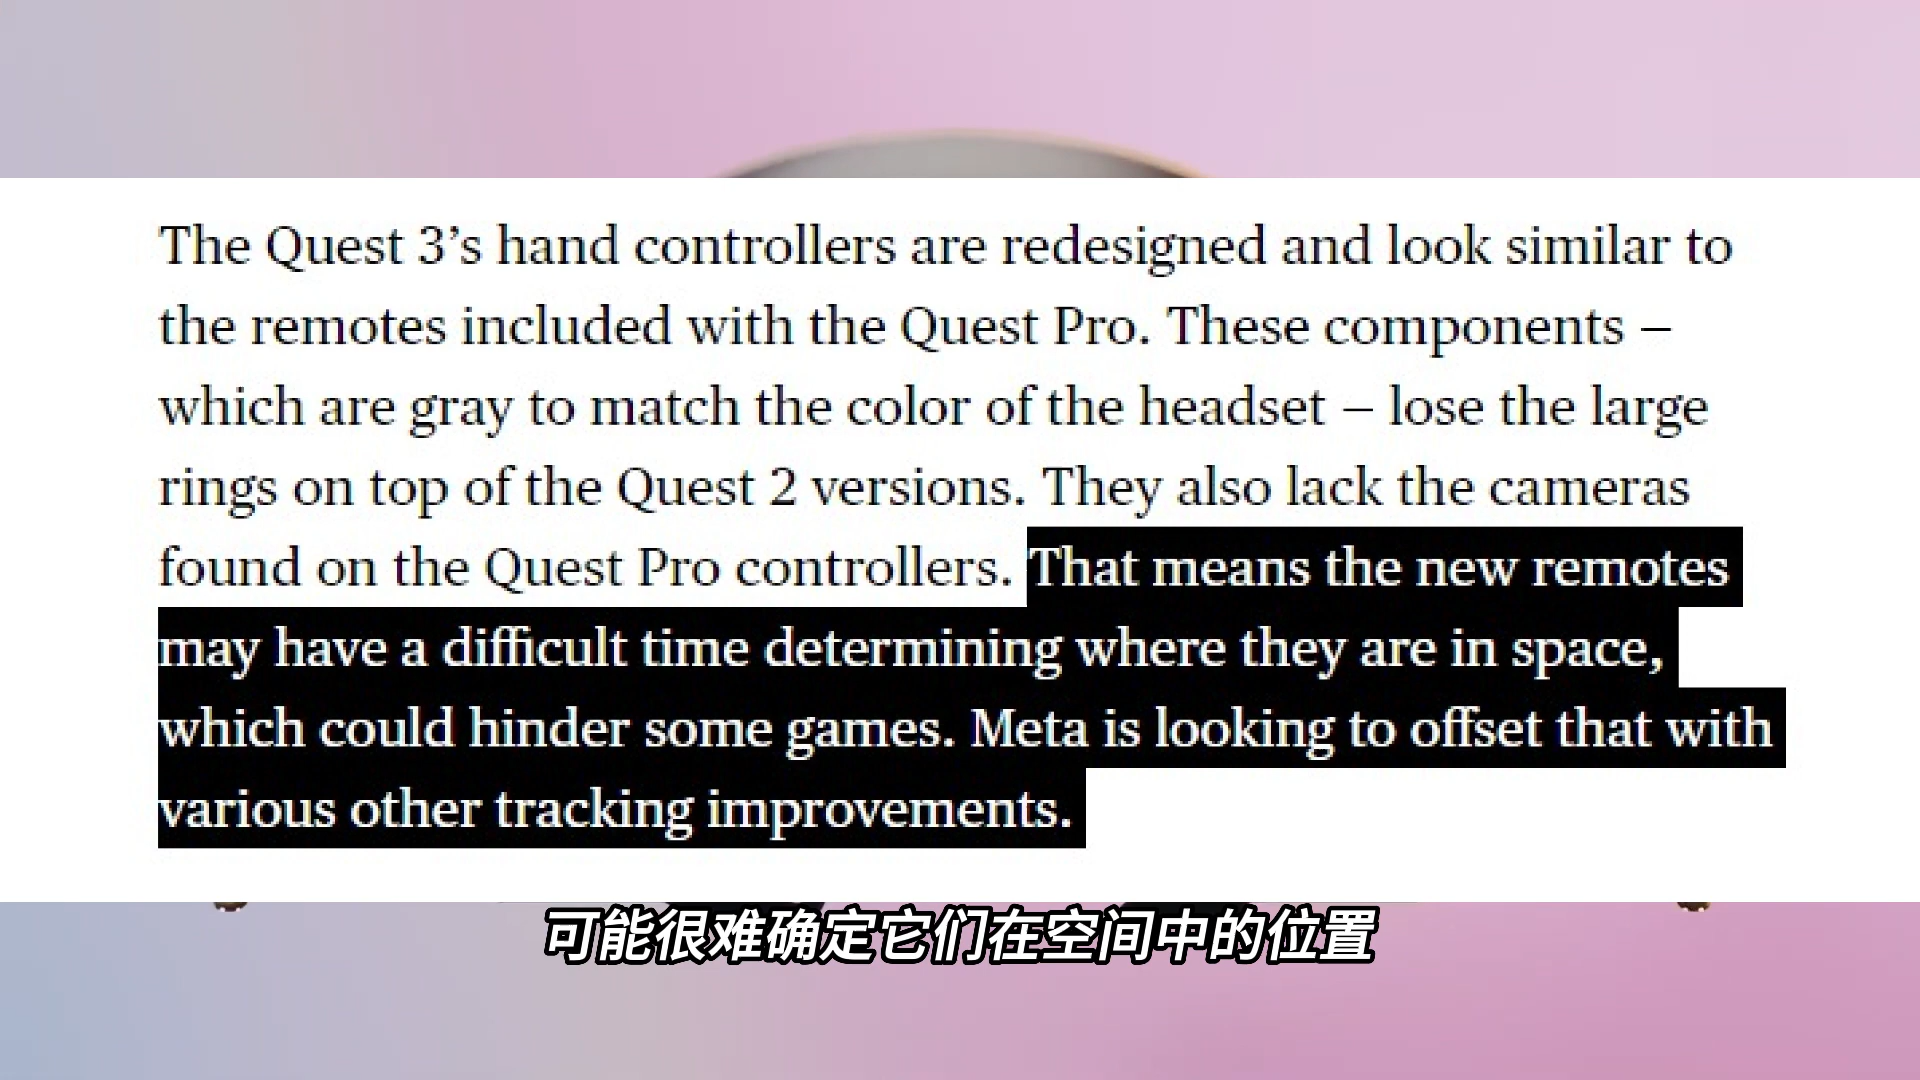 The Quest 3’s hand controllers are redesigned and look similar to
the remotes included with the Quest Pro. These components –
which are gray to match the color of the headset – lose the large
rings on top of the Quest 2 versions. They also lack the cameras
found on the Quest Pro controllers. That means the new remotes
may have a difficult time determining where they are in space,
which could hinder some games. Meta is looking to offset that with
various other tracking improvements.
可能很难确定它们在空间中的位置